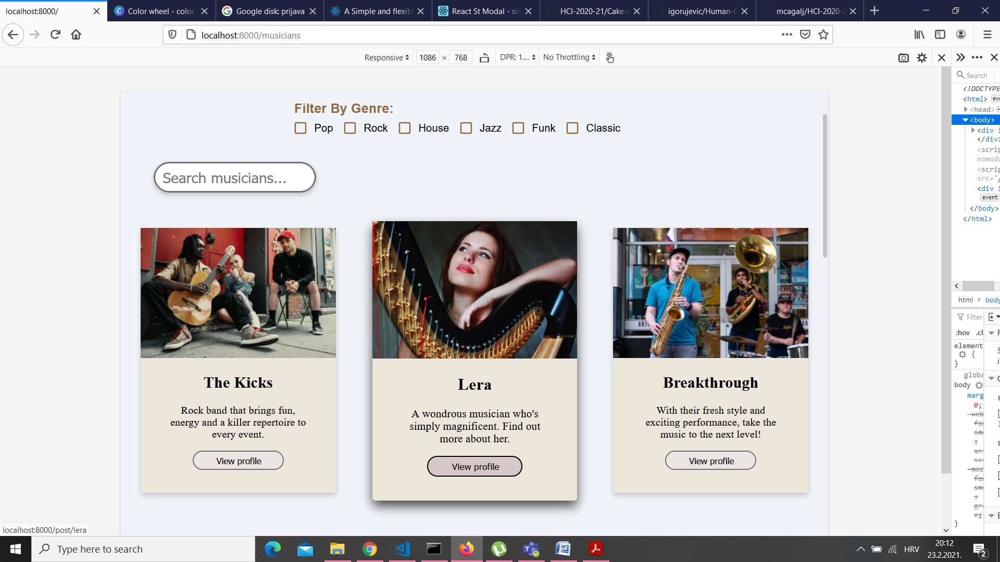 localhost:8000/
Color wheel - color
Google disk: prijava
A Simple and flexib
React St Modal - sin
HCI-2020-21/Cake-
igorujevic/Human-C
mcagalj/HCI-2020-2
localhost:8000/musicians
Responsive
1086 × 768
DPR: 1....
No Throttling
Search
<!DOCTYPE
<html> eve
<head>
<body>
<div i
</div>
<scrip
nomodu
<scrip
src="/
<div i
event
</body>
</html>
html > body
Filter
:hov .cl
element
{
}
globa
body
marg
0;
-web
fo
sm
:
an
se
-moz
fo
sm
:
gr
e;
}
Filter By Genre:
Pop Rock House Jazz Funk Classic
Search musicians...
190
The Kicks
Rock band that brings fun,
energy and a killer repertoire to
every event.
View profile
Lera
A wondrous musician who's
simply magnificent. Find out
more about her.
View profile
Breakthrough
With their fresh style and
exciting performance, take the
music to the next level!
View profile
localhost:8000/post/lera
Type here to search
HRV
20:12
23.2.2021.
2